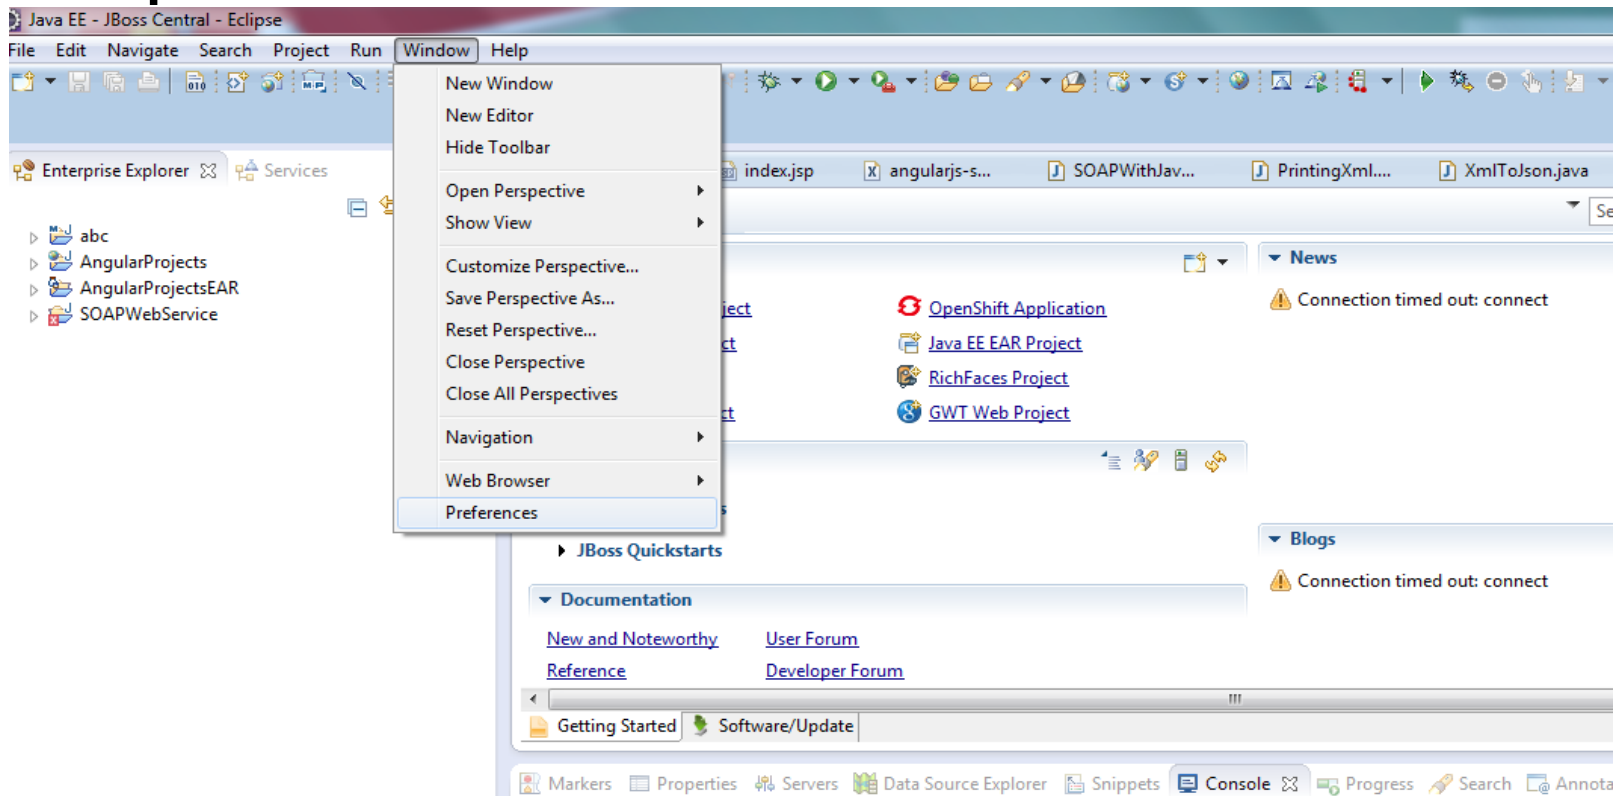 Java EE - JBoss Central - Eclipse
File Edit Navigate Search Project Run Window Help
New Window
New Editor
Hide Toolbar
Open Perspective
Show View
Customize Perspective...
Save Perspective As...
Reset Perspective...
Close Perspective
Close All Perspectives
Navigation
Web Browser
Preferences
Enterprise Explorer Services
abc
AngularProjects
AngularProjectsEAR
SOAPWebService
index.jsp angularjs-s... SOAPWithJav... PrintingXml.... XmlToJson.java
OpenShift Application
Java EE EAR Project
RichFaces Project
GWT Web Project
JBoss Quickstarts
Documentation
New and Noteworthy User Forum
Reference Developer Forum
News
Connection timed out: connect
Blogs
Connection timed out: connect
Getting Started Software/Update
Markers Properties Servers Data Source Explorer Snippets Console Progress Search Annota